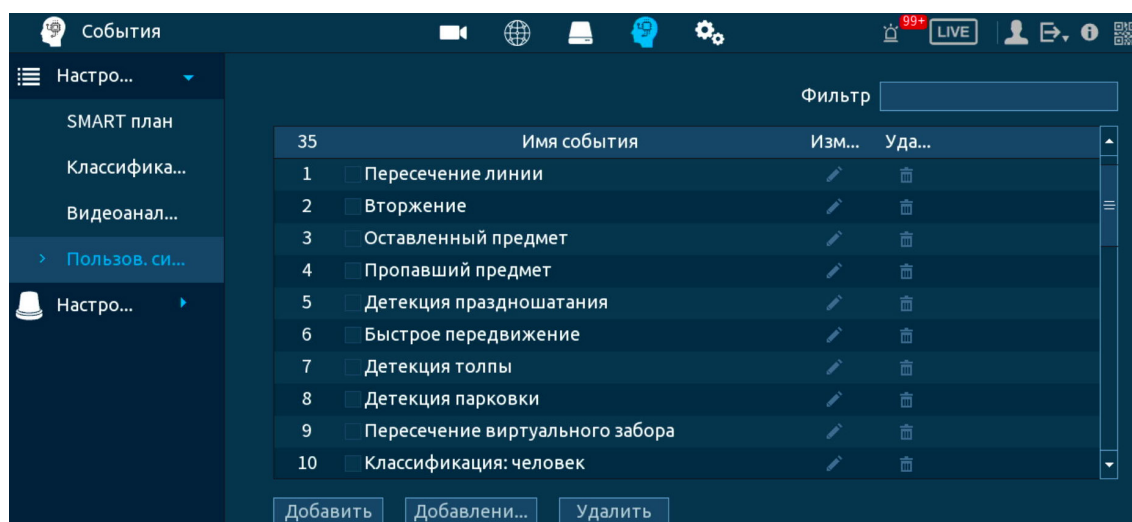 События
99+
LIVE
Настро...
SMART план
Классифика...
Видеоанал...
Пользов. си...
Настро...
Фильтр
35 Имя события Изм... Уда...
1 Пересечение линии
2 Вторжение
3 Оставленный предмет
4 Пропавший предмет
5 Детекция праздношатания
6 Быстрое передвижение
7 Детекция толпы
8 Детекция парковки
9 Пересечение виртуального забора
10 Классификация: человек
Добавить Добавлени... Удалить